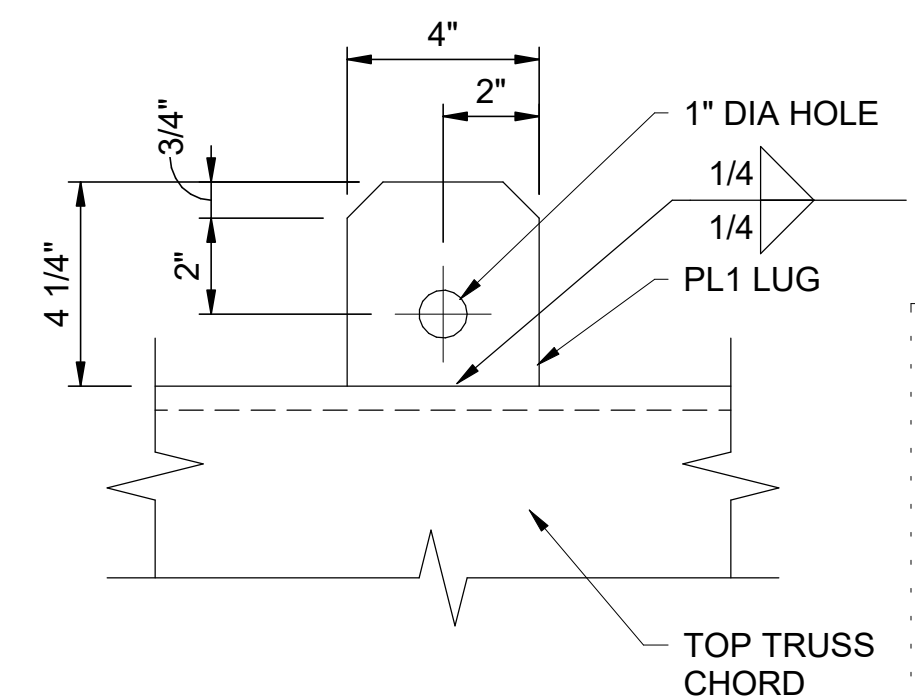 4"
2"
3/4"
1" DIA HOLE
1/4
1/4
4 1/4"
2"
PL1 LUG
TOP TRUSS
CHORD